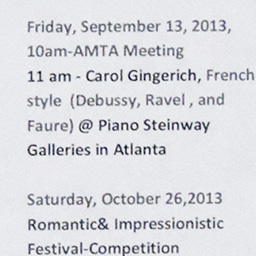 Friday, September 13, 2013,
10am-AMTA Meeting
11 am - Carol Gingerich, French
style  (Debussy, Ravel , and
Faure) @ Piano Steinway
Galleries in Atlanta
Saturday, October 26,2013
Romantic& Impressionistic
Festival-Competition